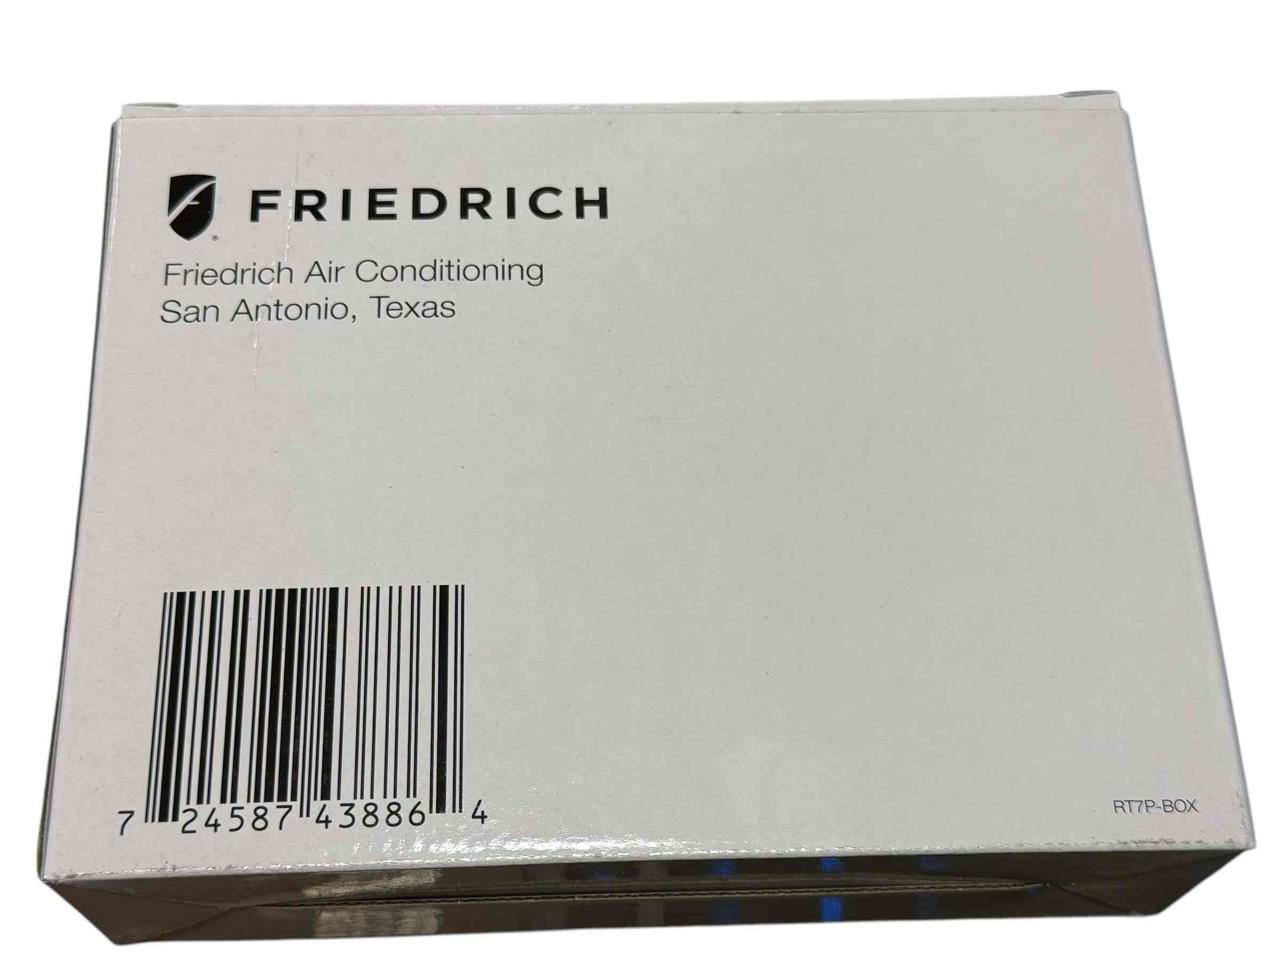 FRIEDRICH
Friedrich Air Conditioning
San Antonio, Texas
7 24587 43886 4
RT7P-BOX